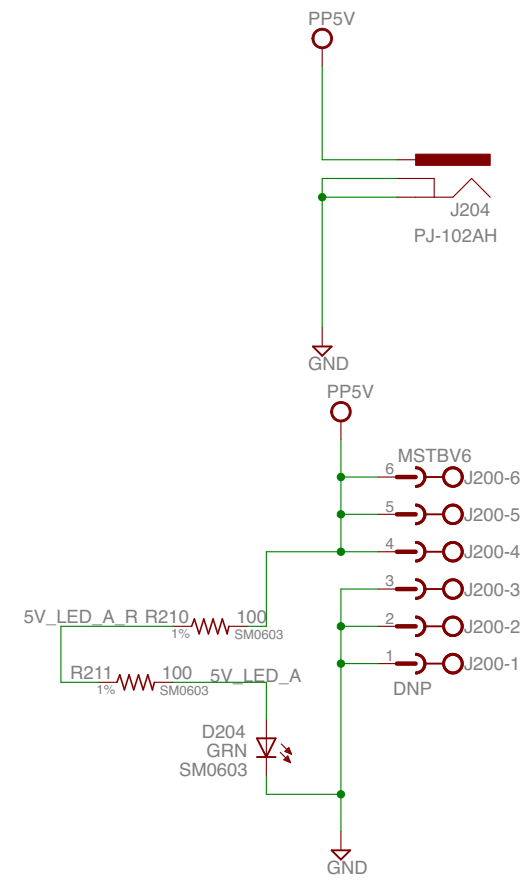 PP5V
J204
PJ-102AH
GND
PP5V
MSTBV6
6 J200-6
5 J200-5
4 J200-4
3 J200-3
2 J200-2
1 J200-1
DNP
5V_LED_A_R R210 100
1% SM0603
R211 100 5V_LED_A
1% SM0603
D204
GRN
SM0603
GND